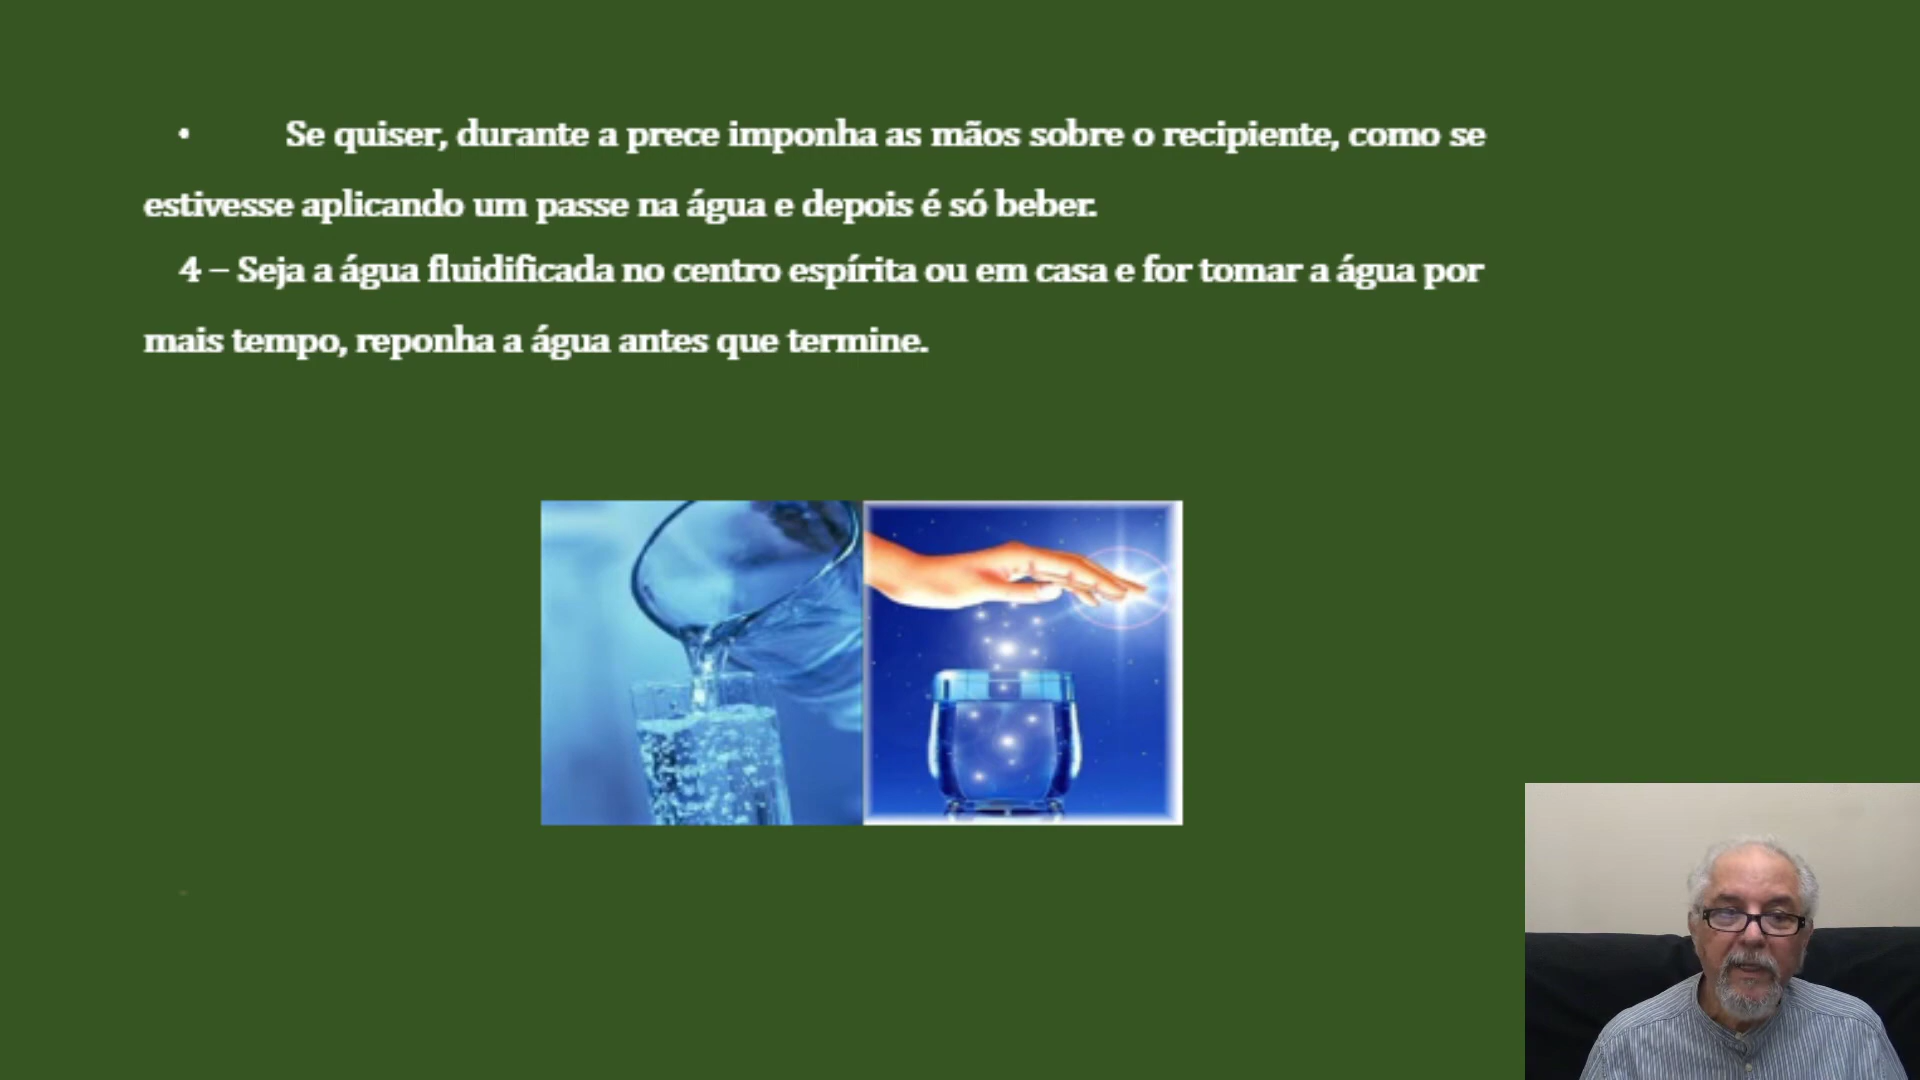 • Se quiser, durante a prece imponha as mãos sobre o recipiente, como se
estivesse aplicando um passe na água e depois é só beber.
4 – Seja a água fluidificada no centro espírita ou em casa e for tomar a água por
mais tempo, reponha a água antes que termine.